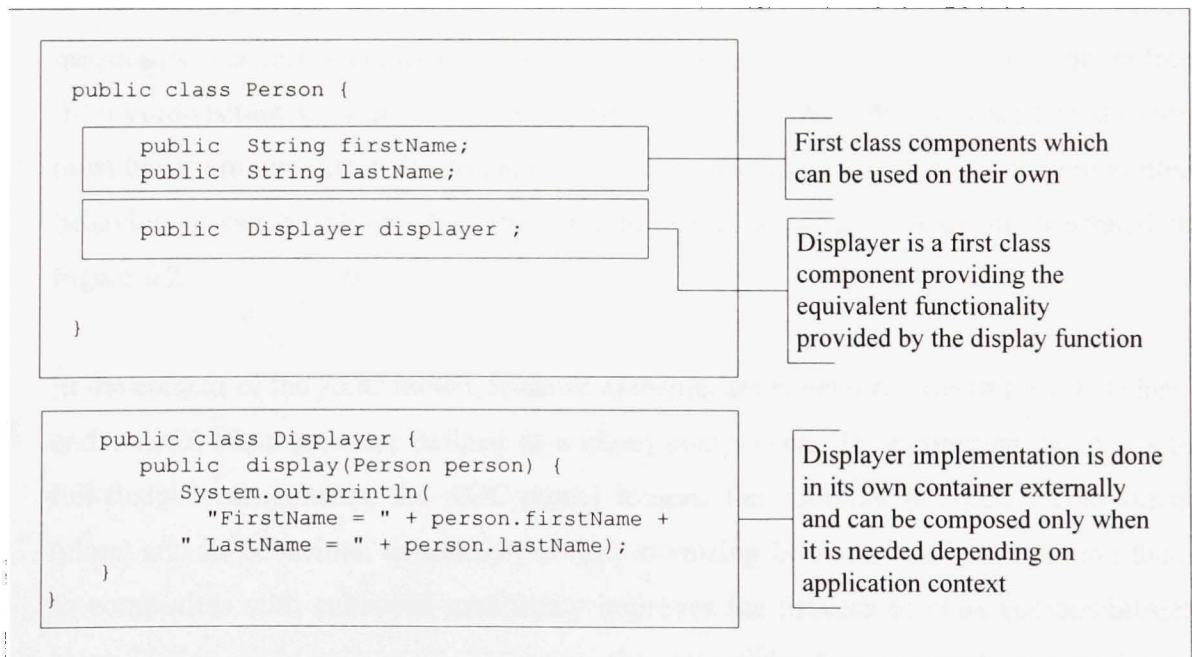 public class Person {
public String firstName;
public String lastName;
public Displayer displayer ;
}
First class components which
can be used on their own
Displayer is a first class
component providing the
equivalent functionality
provided by the display function
public class Displayer {
public display(Person person) {
System.out.println(
"FirstName = " + person.firstName +
" LastName = " + person.lastName);
}
}
Displayer implementation is done
in its own container externally
and can be composed only when
it is needed depending on
application context